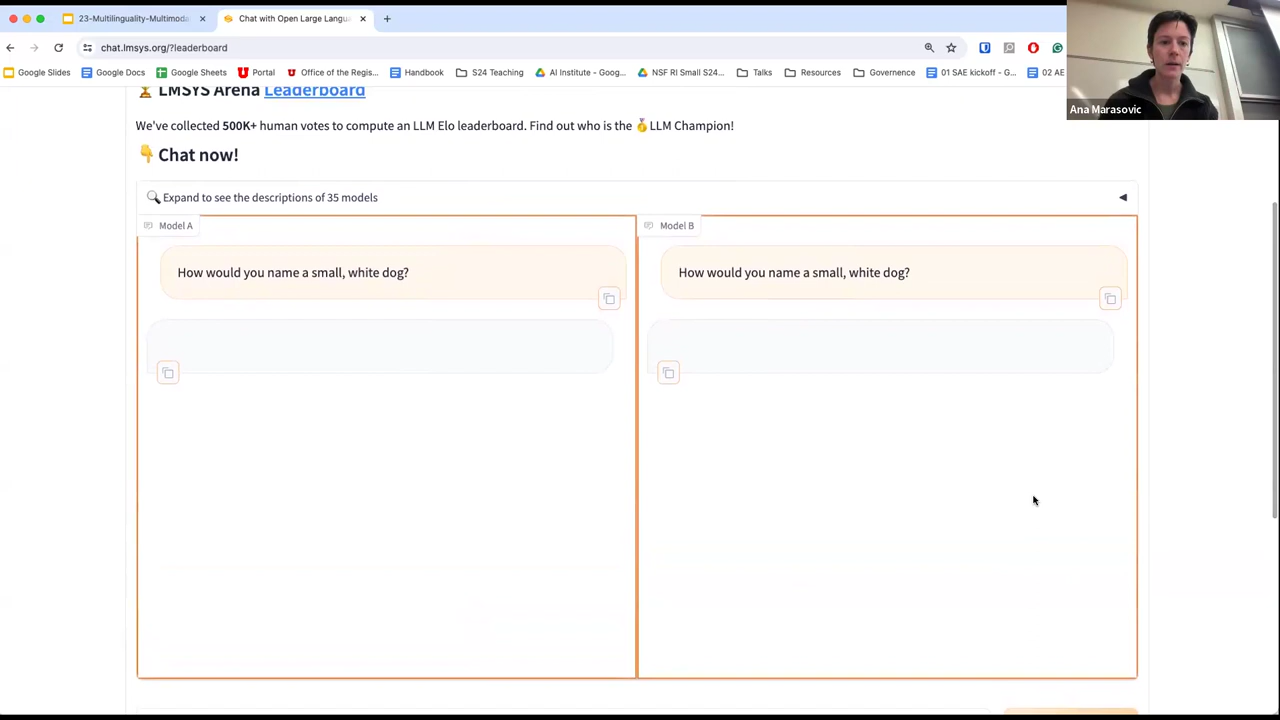 23-Multilinguality-Multimoda
Chat with Open Large Langu
chat.lmsys.org/?leaderboard
Google Slides
Google Docs
Google Sheets
Portal
Office of the Regis...
Handbook
S24 Teaching
AI Institute - Goog...
NSF RI Small S24...
Talks
Resources
Governence
01 SAE kickoff - G...
02 AE
Ana Marasovic
LMSYS Arena Leaderboard
We've collected 500K+ human votes to compute an LLM Elo leaderboard. Find out who is the 🥇LLM Champion!
👇 Chat now!
🔍 Expand to see the descriptions of 35 models
Model A
Model B
How would you name a small, white dog?
How would you name a small, white dog?